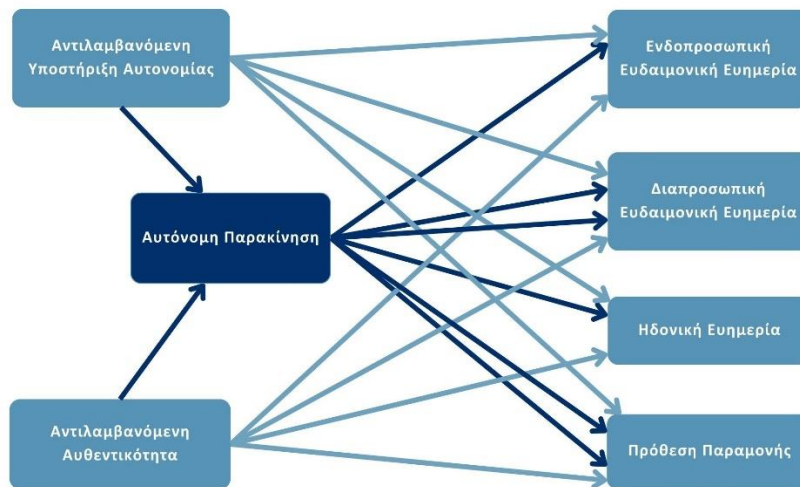 Αντιλαμβανόμενη
Υποστήριξη Αυτονομίας
Ενδοπροσωπική
Ευδαιμονική Ευημερία
Διαπροσωπική
Ευδαιμονική Ευημερία
Αυτόνομη Παρακίνηση
Ηδονική Ευημερία
Αντιλαμβανόμενη
Αυθεντικότητα
Πρόθεση Παραμονής